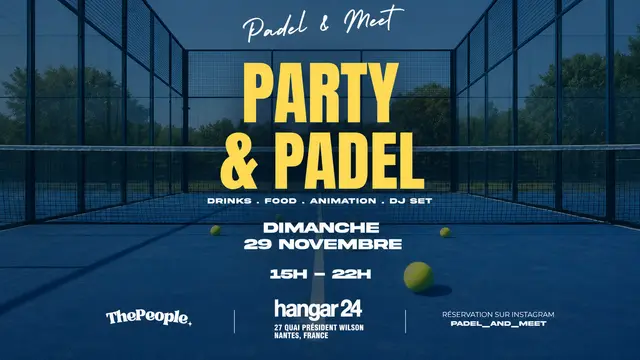 Padel & Meet
PARTY
& PADEL
DRINKS . FOOD . ANIMATION . DJ SET
DIMANCHE
29 NOVEMBRE
15H – 22H
ThePeople.
hangar 24
27 QUAI PRÉSIDENT WILSON
NANTES, FRANCE
RÉSERVATION SUR INSTAGRAM
PADEL_AND_MEET